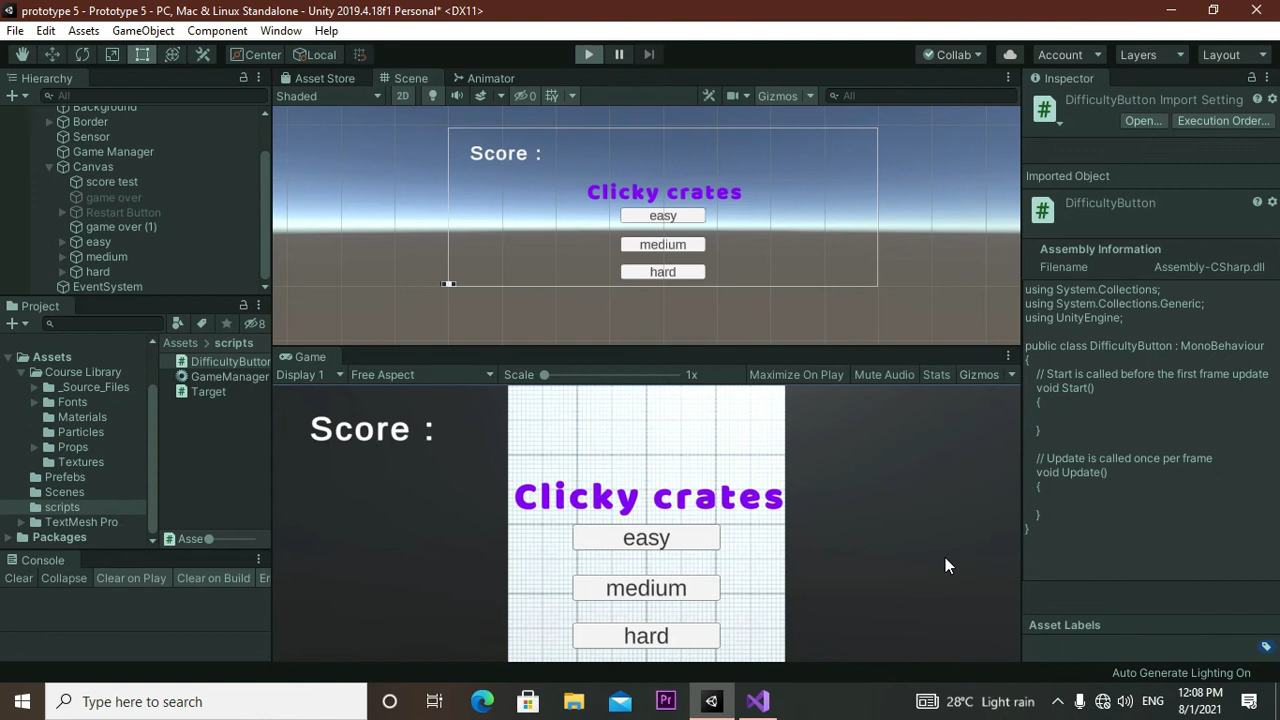 prototype 5 - Prototype 5 - PC, Mac & Linux Standalone - Unity 2019.4.18f1 Personal* <DX11>
File Edit Assets GameObject Component Window Help
Center Local Collab Account Layers Layout
Hierarchy
All
Background
Border
Sensor
Game Manager
Canvas
score test
game over
Restart Button
game over (1)
easy
medium
hard
EventSystem
Project
8
Assets
Course Library
_Source_Files
Fonts
Materials
Particles
Props
Textures
Prefebs
Scenes
scripts
TextMesh Pro
Packages
Assets scripts
DifficultyButton
GameManager
Target
Asse
Console
Clear Collapse Clear on Play Clear on Build Er
Asset Store Scene Animator
Shaded 2D 0 Gizmos All
Score :
Clicky crates
easy
medium
hard
Game
Display 1 Free Aspect Scale 1x Maximize On Play Mute Audio Stats Gizmos
Score :
Clicky crates
easy
medium
hard
Inspector
DifficultyButton Import Setting
Open... Execution Order...
Imported Object
DifficultyButton
Assembly Information
Filename Assembly-CSharp.dll
using System.Collections;
using System.Collections.Generic;
using UnityEngine;
public class DifficultyButton : MonoBehaviour
{
// Start is called before the first frame update
void Start()
{
}
// Update is called once per frame
void Update()
{
}
}
Asset Labels
Auto Generate Lighting On
Type here to search
Pr
28°C Light rain
ENG
12:08 PM
8/1/2021